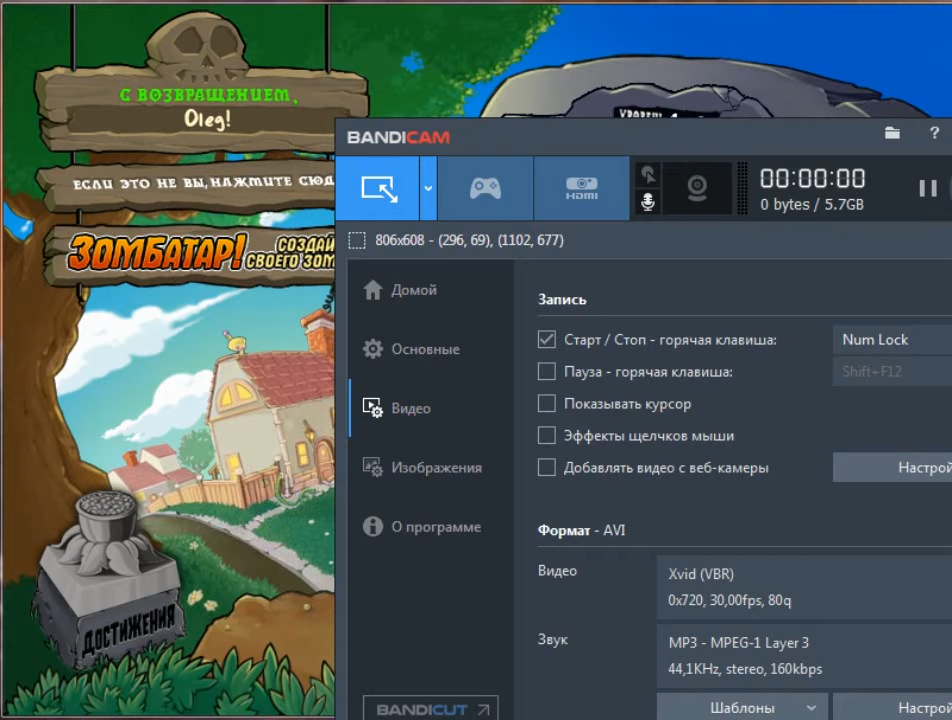 С ВОЗВРАЩЕНИЕМ,
Oleg!
ЕСЛИ ЭТО НЕ ВЫ, НАЖМИТЕ СЮД
ЗОМБАТАР!
СОЗДАЙ
СВОЕГО ЗОМ
ДОСТИЖЕНИЯ
УРОВЕНЬ
BANDICAM
?
HDMI
00:00:00
0 bytes / 5.7GB
806x608 - (296, 69), (1102, 677)
Домой
Основные
Видео
Изображения
О программе
BANDICUT
Запись
Старт / Стоп - горячая клавиша:
Num Lock
Пауза - горячая клавиша:
Shift+F12
Показывать курсор
Эффекты щелчков мыши
Добавлять видео с веб-камеры
Настрой
Формат - AVI
Видео
Xvid (VBR)
0x720, 30,00fps, 80q
Звук
MP3 - MPEG-1 Layer 3
44,1KHz, stereo, 160kbps
Шаблоны
Настрой